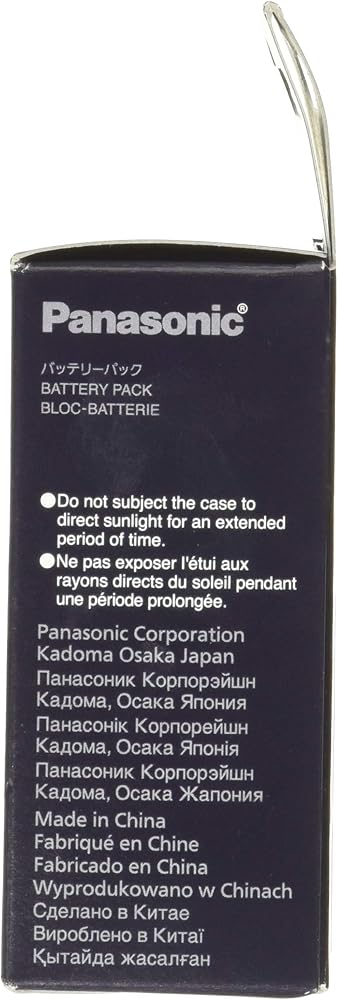 Panasonic®
バッテリーパック
BATTERY PACK
BLOC-BATTERIE
●Do not subject the case to
direct sunlight for an extended
period of time.
●Ne pas exposer l'étui aux
rayons directs du soleil pendant
une période prolongée.
Panasonic Corporation
Kadoma Osaka Japan
Панасоник Корпорэйшн
Кадома, Осака Япония
Панасонік Корпорейшн
Кадома, Осака Японія
Панасоник Корпорэйшн
Кадома, Осака Жапония
Made in China
Fabriqué en Chine
Fabricado en China
Wyprodukowano w Chinach
Сделано в Китае
Вироблено в Китаї
Қытайда жасалған